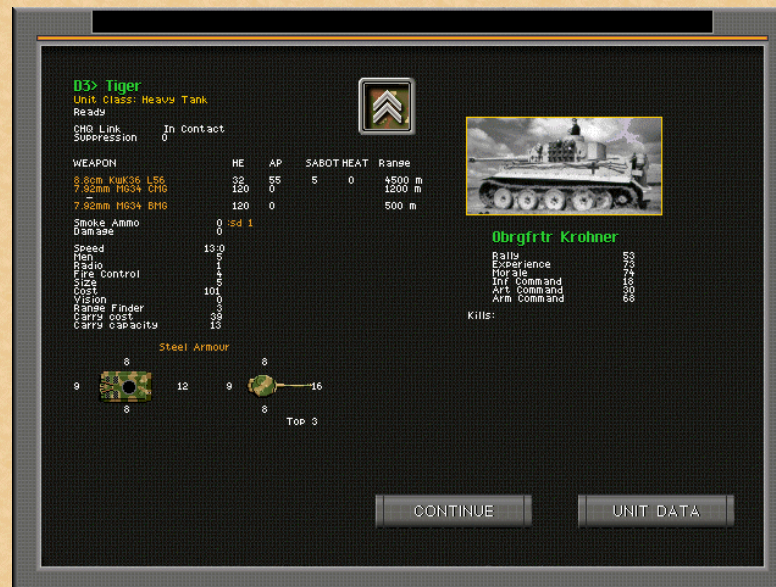 D3> Tiger
Unit Class: Heavy Tank
Ready
CHQ Link In Contact
Suppression 0
WEAPON HE AP SABOT HEAT Range
8.8cm KwK36 L56 32 55 5 0 4500 m
7.92mm MG34 CMG 120 0 1200 m
7.92mm MG34 BMG 120 0 500 m
Smoke Ammo 0 :sd 1
Damage 0
Speed 13:0
Men 5
Radio 1
Fire Control 4
Size 5
Cost 101
Vision 0
Range Finder 3
Carry cost 39
Carry capacity 13
Steel Armour
8 8
9 12 9 16
8 8
Top 3
Obrgfrtr Krohner
Rally 53
Experience 73
Morale 74
Inf Command 18
Art Command 30
Arm Command 68
Kills:
CONTINUE UNIT DATA